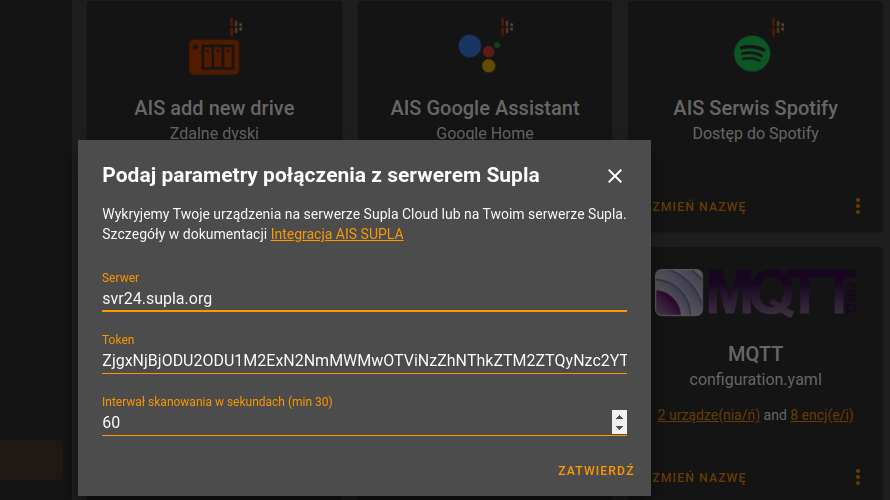 AIS add new drive
Zdalne dyski
AIS Google Assistant
Google Home
AIS Serwis Spotify
Dostęp do Spotify
ZMIEŃ NAZWĘ
Podaj parametry połączenia z serwerem Supla
Wykryjemy Twoje urządzenia na serwerze Supla Cloud lub na Twoim serwerze Supla.
Szczegóły w dokumentacji Integracja AIS SUPLA
Serwer
svr24.supla.org
Token
ZjgxNjBjODU2ODU1M2ExN2NmMWMwOTViNzZhNThkZTM2ZTQyNzc2YT
Interwał skanowania w sekundach (min 30)
60
ZATWIERDŹ
MQTT
MQTT
configuration.yaml
2 urządze(nia/ń) and 8 encj(e/i)
ZMIEŃ NAZWĘ